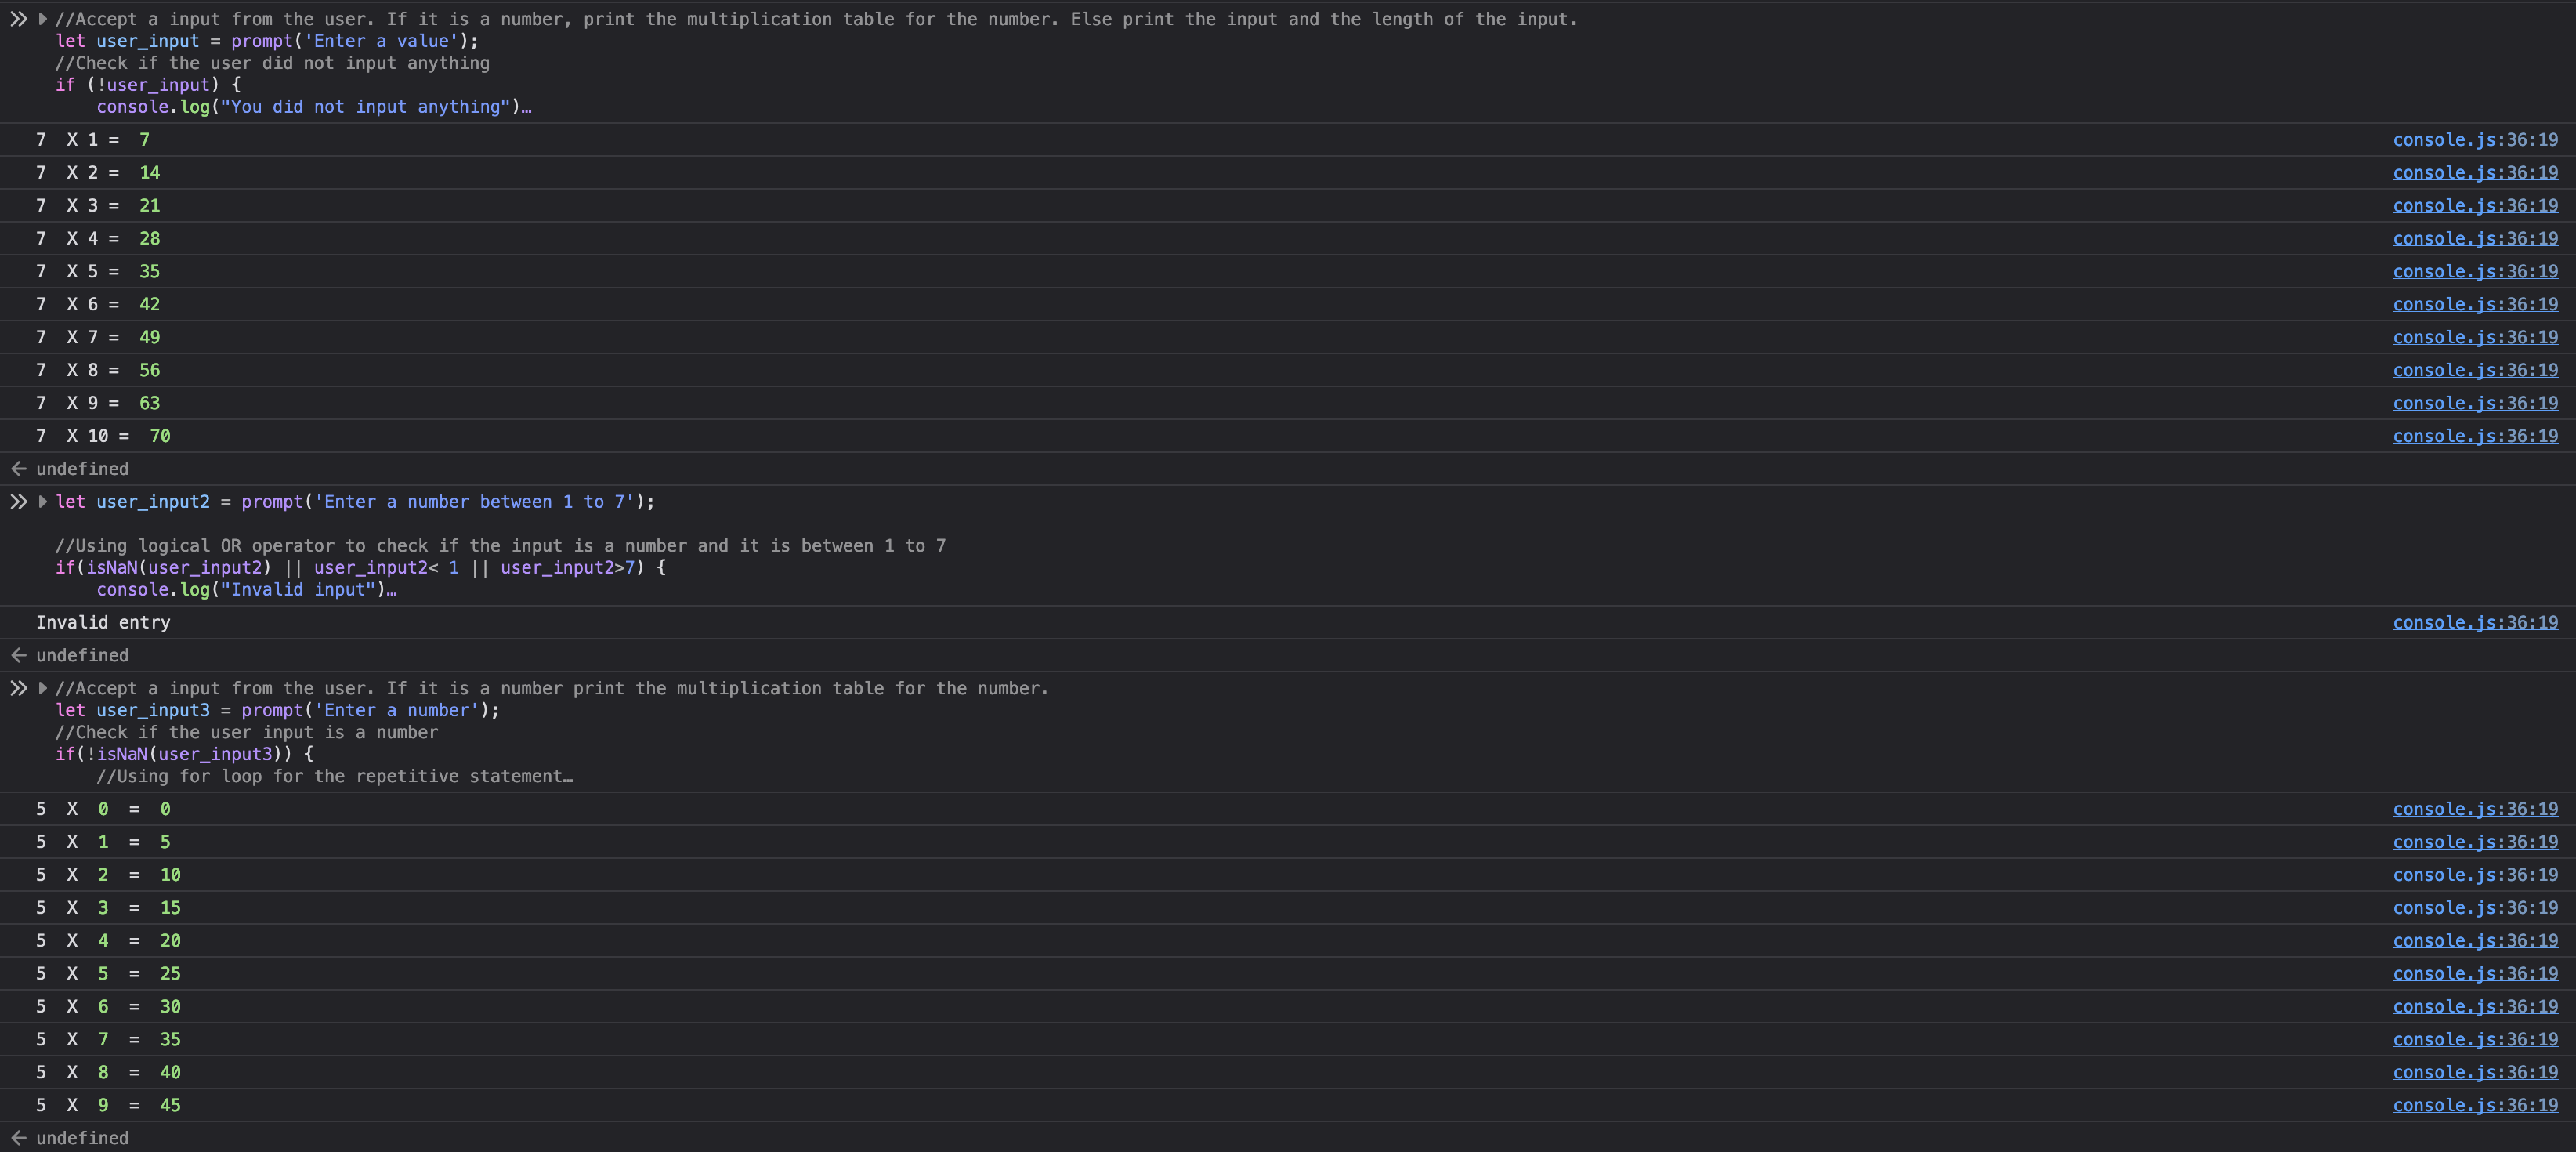 //Accept a input from the user. If it is a number, print the multiplication table for the number. Else print the input and the length of the input.
let user_input = prompt('Enter a value');
//Check if the user did not input anything
if (!user_input) {
    console.log("You did not input anything")…
7  X 1 =  7 console.js:36:19
7  X 2 =  14 console.js:36:19
7  X 3 =  21 console.js:36:19
7  X 4 =  28 console.js:36:19
7  X 5 =  35 console.js:36:19
7  X 6 =  42 console.js:36:19
7  X 7 =  49 console.js:36:19
7  X 8 =  56 console.js:36:19
7  X 9 =  63 console.js:36:19
7  X 10 =  70 console.js:36:19
undefined
let user_input2 = prompt('Enter a number between 1 to 7');
//Using logical OR operator to check if the input is a number and it is between 1 to 7
if(isNaN(user_input2) || user_input2< 1 || user_input2>7) {
    console.log("Invalid input")…
Invalid entry console.js:36:19
undefined
//Accept a input from the user. If it is a number print the multiplication table for the number.
let user_input3 = prompt('Enter a number');
//Check if the user input is a number
if(!isNaN(user_input3)) {
    //Using for loop for the repetitive statement…
5  X  0  =  0 console.js:36:19
5  X  1  =  5 console.js:36:19
5  X  2  =  10 console.js:36:19
5  X  3  =  15 console.js:36:19
5  X  4  =  20 console.js:36:19
5  X  5  =  25 console.js:36:19
5  X  6  =  30 console.js:36:19
5  X  7  =  35 console.js:36:19
5  X  8  =  40 console.js:36:19
5  X  9  =  45 console.js:36:19
undefined